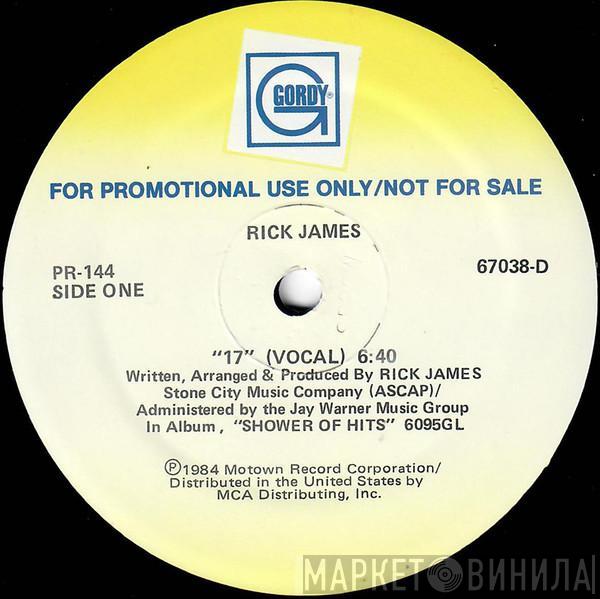 GORDY®
FOR PROMOTIONAL USE ONLY/NOT FOR SALE
RICK JAMES
PR-144
SIDE ONE
67038-D
"17" (VOCAL) 6:40
Written, Arranged & Produced By RICK JAMES
Stone City Music Company (ASCAP)/
Administered by the Jay Warner Music Group
In Album, "SHOWER OF HITS" 6095GL
℗1984 Motown Record Corporation/
Distributed in the United States by
MCA Distributing, Inc.
МАРКЕТ ВИНИЛА